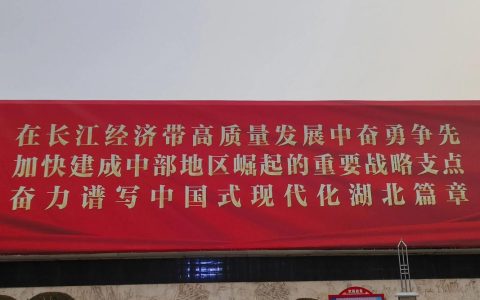 在长江经济带高质量发展中奋勇争先
加快建成中部地区崛起的重要战略支点
奋力谱写中国式现代化湖北篇章